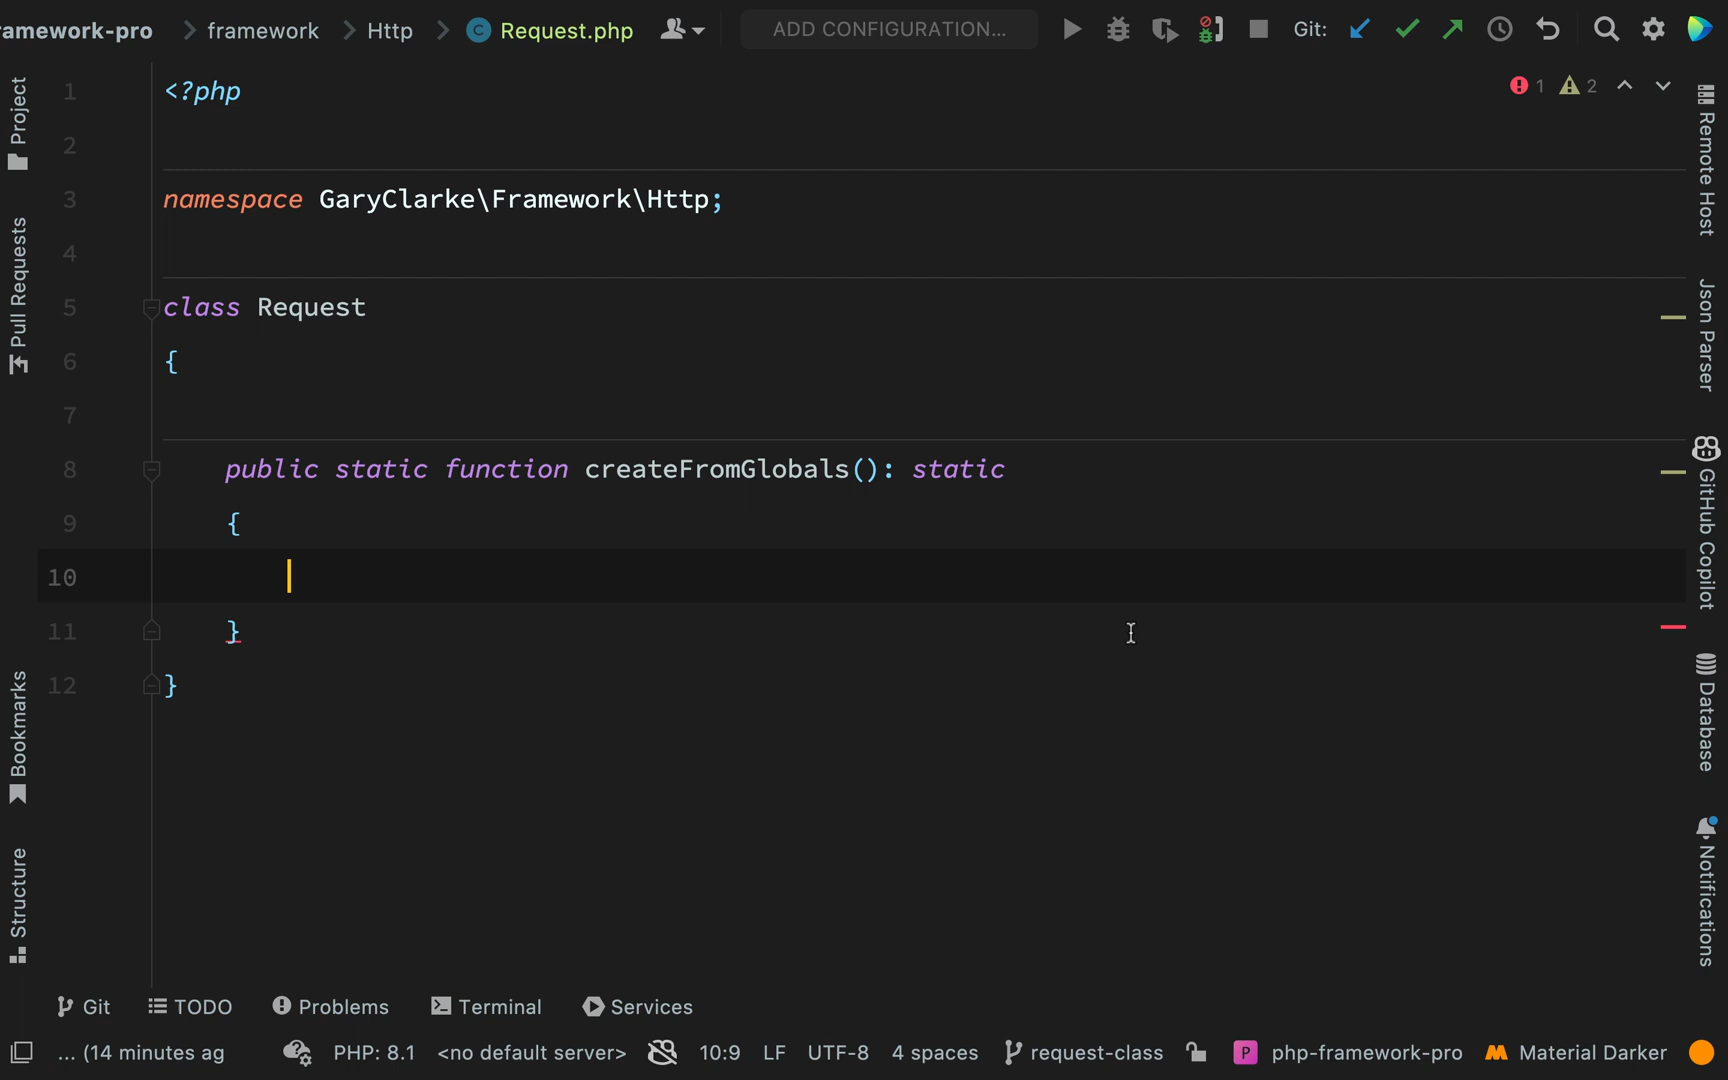 amework-pro framework Http C Request.php ADD CONFIGURATION... Git:
1 <?php 1 2
2
3 namespace GaryClarke\Framework\Http;
4
5 class Request
6 {
7
8 public static function createFromGlobals(): static
9 {
10
11 }
12 }
Project
Pull Requests
Bookmarks
Structure
Remote Host
Json Parser
GitHub Copilot
Database
Notifications
Git TODO Problems Terminal Services
... (14 minutes ag PHP: 8.1 <no default server> 10:9 LF UTF-8 4 spaces request-class P php-framework-pro Material Darker